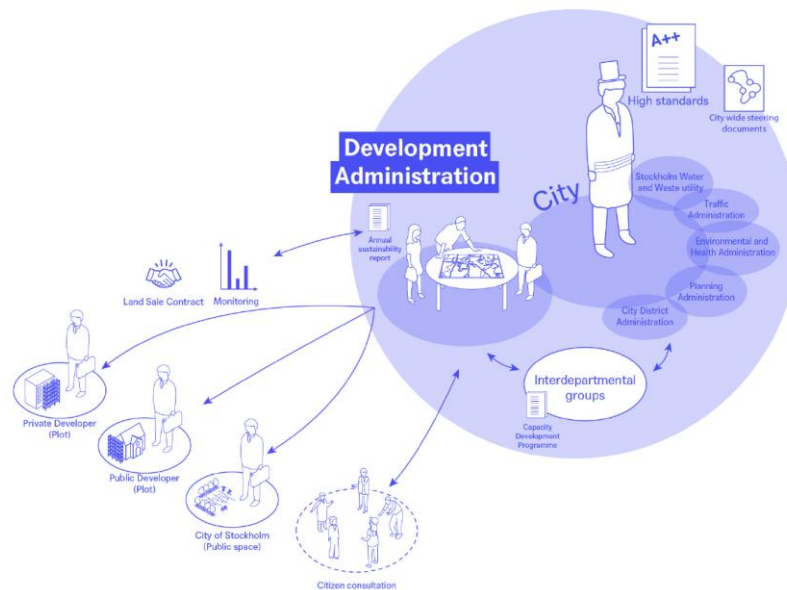 A++
High standards
City wide steering
documents
Development
Administration
City
Stockholm Water
and Waste utility
Traffic
Administration
Environmental and
Health Administration
Planning
Administration
City District
Administration
Annual
sustainability
report
Land Sale Contract
Monitoring
Interdepartmental
groups
Capacity
Development
Programme
Private Developer
(Plot)
Public Developer
(Plot)
City of Stockholm
(Public space)
Citizen consultation